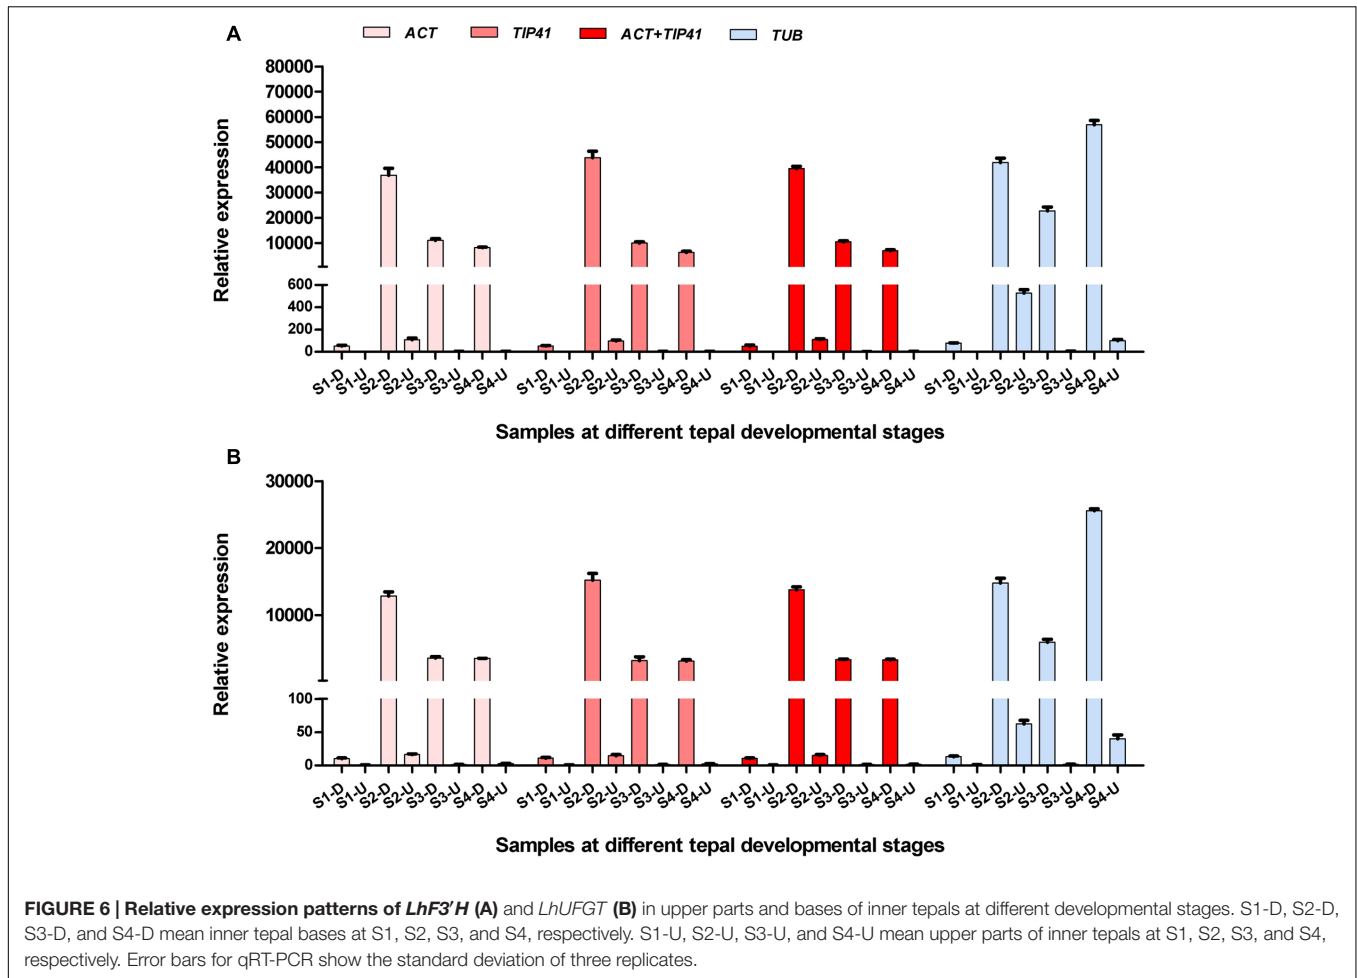 A
ACT TIP41 ACT+TIP41 TUB
Relative expression
80000
70000
60000
50000
40000
30000
20000
10000
600
400
200
0
S1-D S1-U S2-D S2-U S3-D S3-U S4-D S4-U S1-D S1-U S2-D S2-U S3-D S3-U S4-D S4-U S1-D S1-U S2-D S2-U S3-D S3-U S4-D S4-U S1-D S1-U S2-D S2-U S3-D S3-U S4-D S4-U
Samples at different tepal developmental stages
B
Relative expression
30000
20000
10000
100
50
0
S1-D S1-U S2-D S2-U S3-D S3-U S4-D S4-U S1-D S1-U S2-D S2-U S3-D S3-U S4-D S4-U S1-D S1-U S2-D S2-U S3-D S3-U S4-D S4-U S1-D S1-U S2-D S2-U S3-D S3-U S4-D S4-U
Samples at different tepal developmental stages
FIGURE 6 | Relative expression patterns of LhF3′H (A) and LhUFGT (B) in upper parts and bases of inner tepals at different developmental stages. S1-D, S2-D,
S3-D, and S4-D mean inner tepal bases at S1, S2, S3, and S4, respectively. S1-U, S2-U, S3-U, and S4-U mean upper parts of inner tepals at S1, S2, S3, and S4,
respectively. Error bars for qRT-PCR show the standard deviation of three replicates.